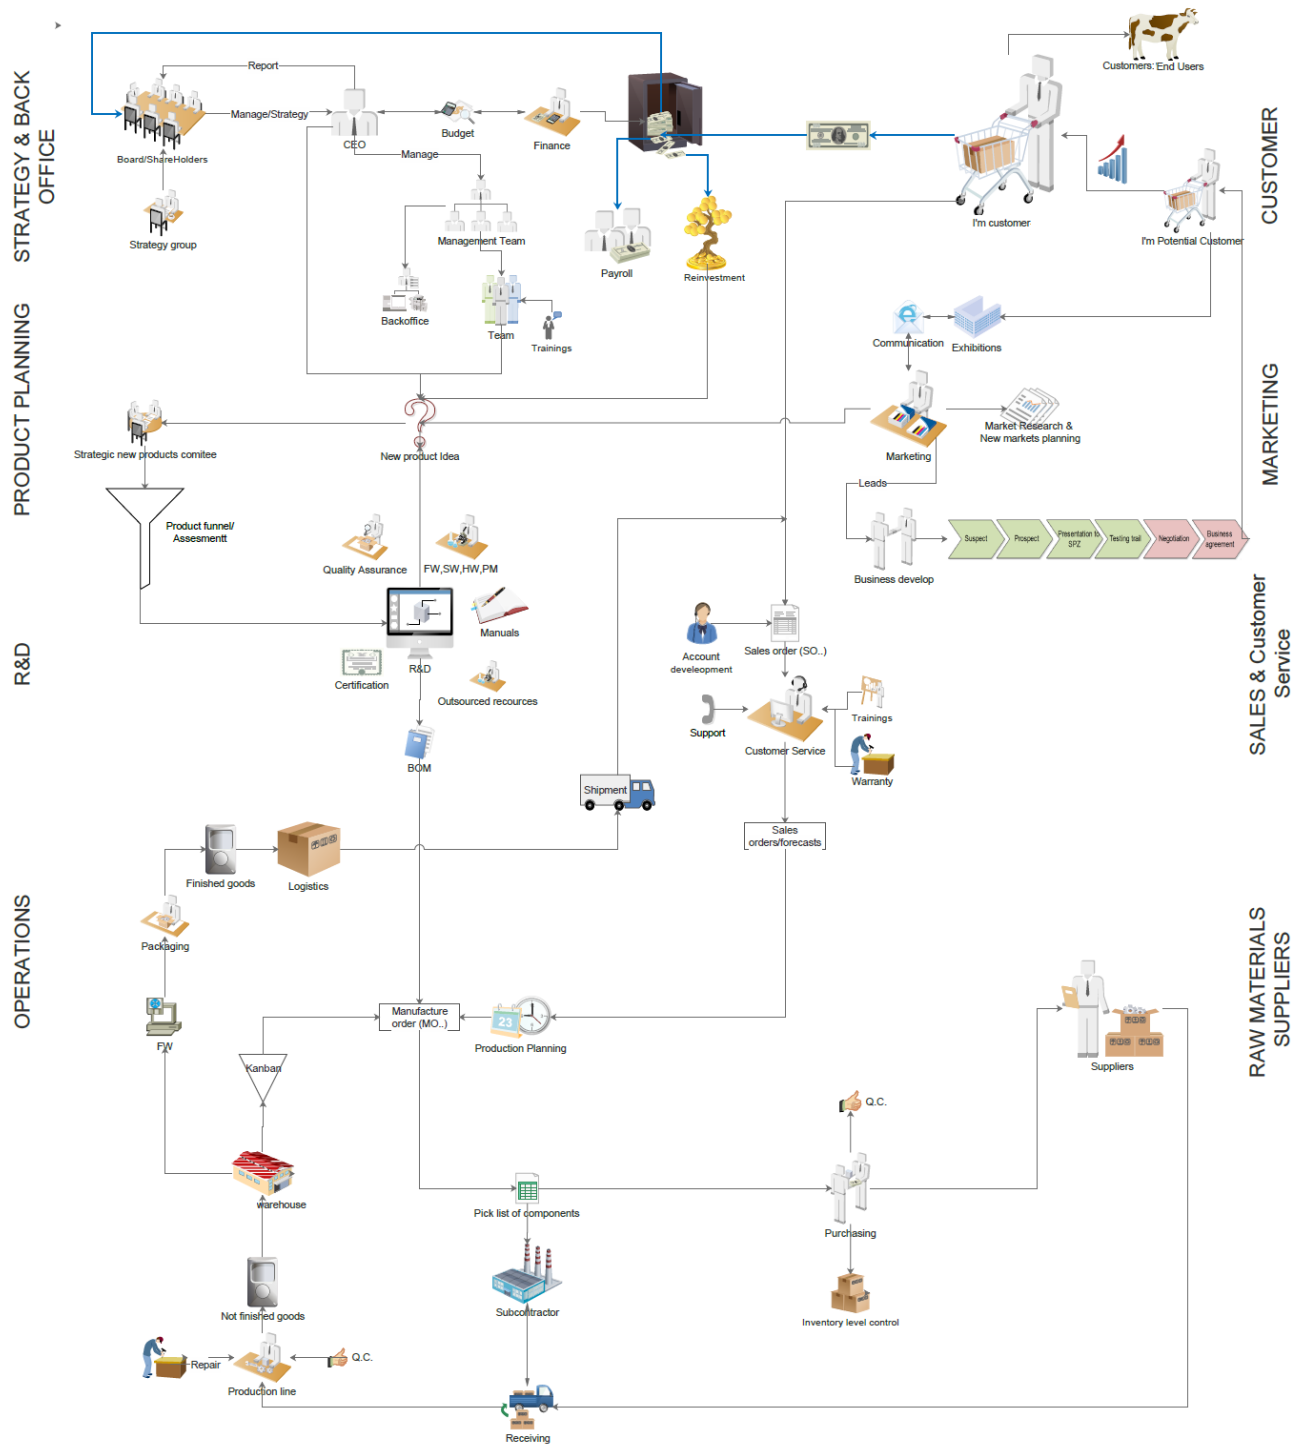 STRATEGY & BACK
OFFICE
PRODUCT PLANNING
R&D
OPERATIONS
CUSTOMER
MARKETING
SALES & Customer
Service
RAW MATERIALS
SUPPLIERS
Report
Manage/Strategy
Board/ShareHolders
CEO
Budget
Finance
Manage
Strategy group
Management Team
Backoffice
Team
Trainings
Payroll
Reinvestment
Customers: End Users
I'm customer
I'm Potential Customer
Communication
Exhibitions
Marketing
Market Research &
New markets planning
Leads
Business develop
Suspect
Prospect
Presentation to
SPZ
Testing trail
Negotiation
Business
agreement
Strategic new products comitee
New product Idea
Product funnel/
Assesmentt
Quality Assurance
FW,SW,HW,PM
Manuals
R&D
Certification
Outsourced recources
BOM
Account
develeopment
Sales order (SO..)
Support
Customer Service
Trainings
Warranty
Shipment
Sales
orders/forecasts
Finished goods
Logistics
Packaging
FW
Manufacture
order (MO..)
23
Production Planning
Kanban
warehouse
Suppliers
Q.C.
Pick list of components
Purchasing
Subcontractor
Inventory level control
Not finished goods
Repair
Q.C.
Production line
Receiving